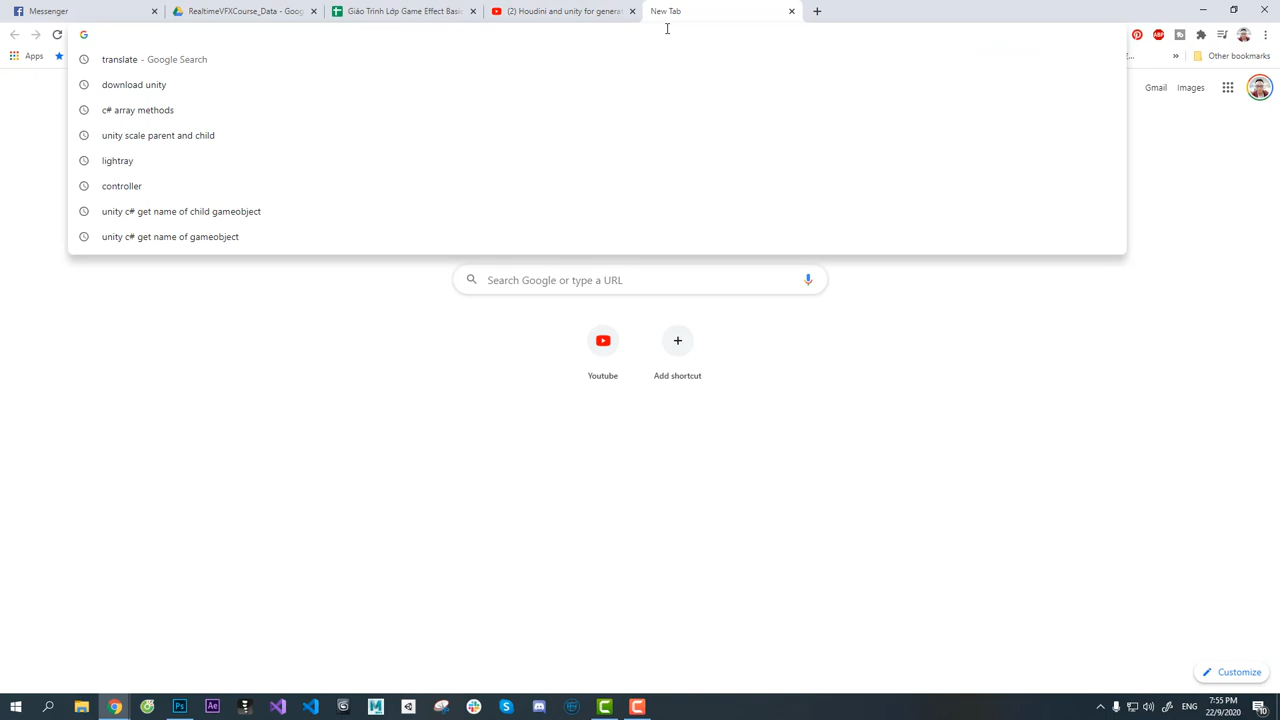 Messenger
RealtimeVFXCourse_Data - Goog
Giáo Trình Lớp Game Effect Basic
(2) Houdini and unity for generat
New Tab
Apps
Other bookmarks
translate - Google Search
download unity
c# array methods
unity scale parent and child
lightray
controller
unity c# get name of child gameobject
unity c# get name of gameobject
Gmail
Images
Search Google or type a URL
Youtube
Add shortcut
Customize
ENG
7:55 PM
22/9/2020